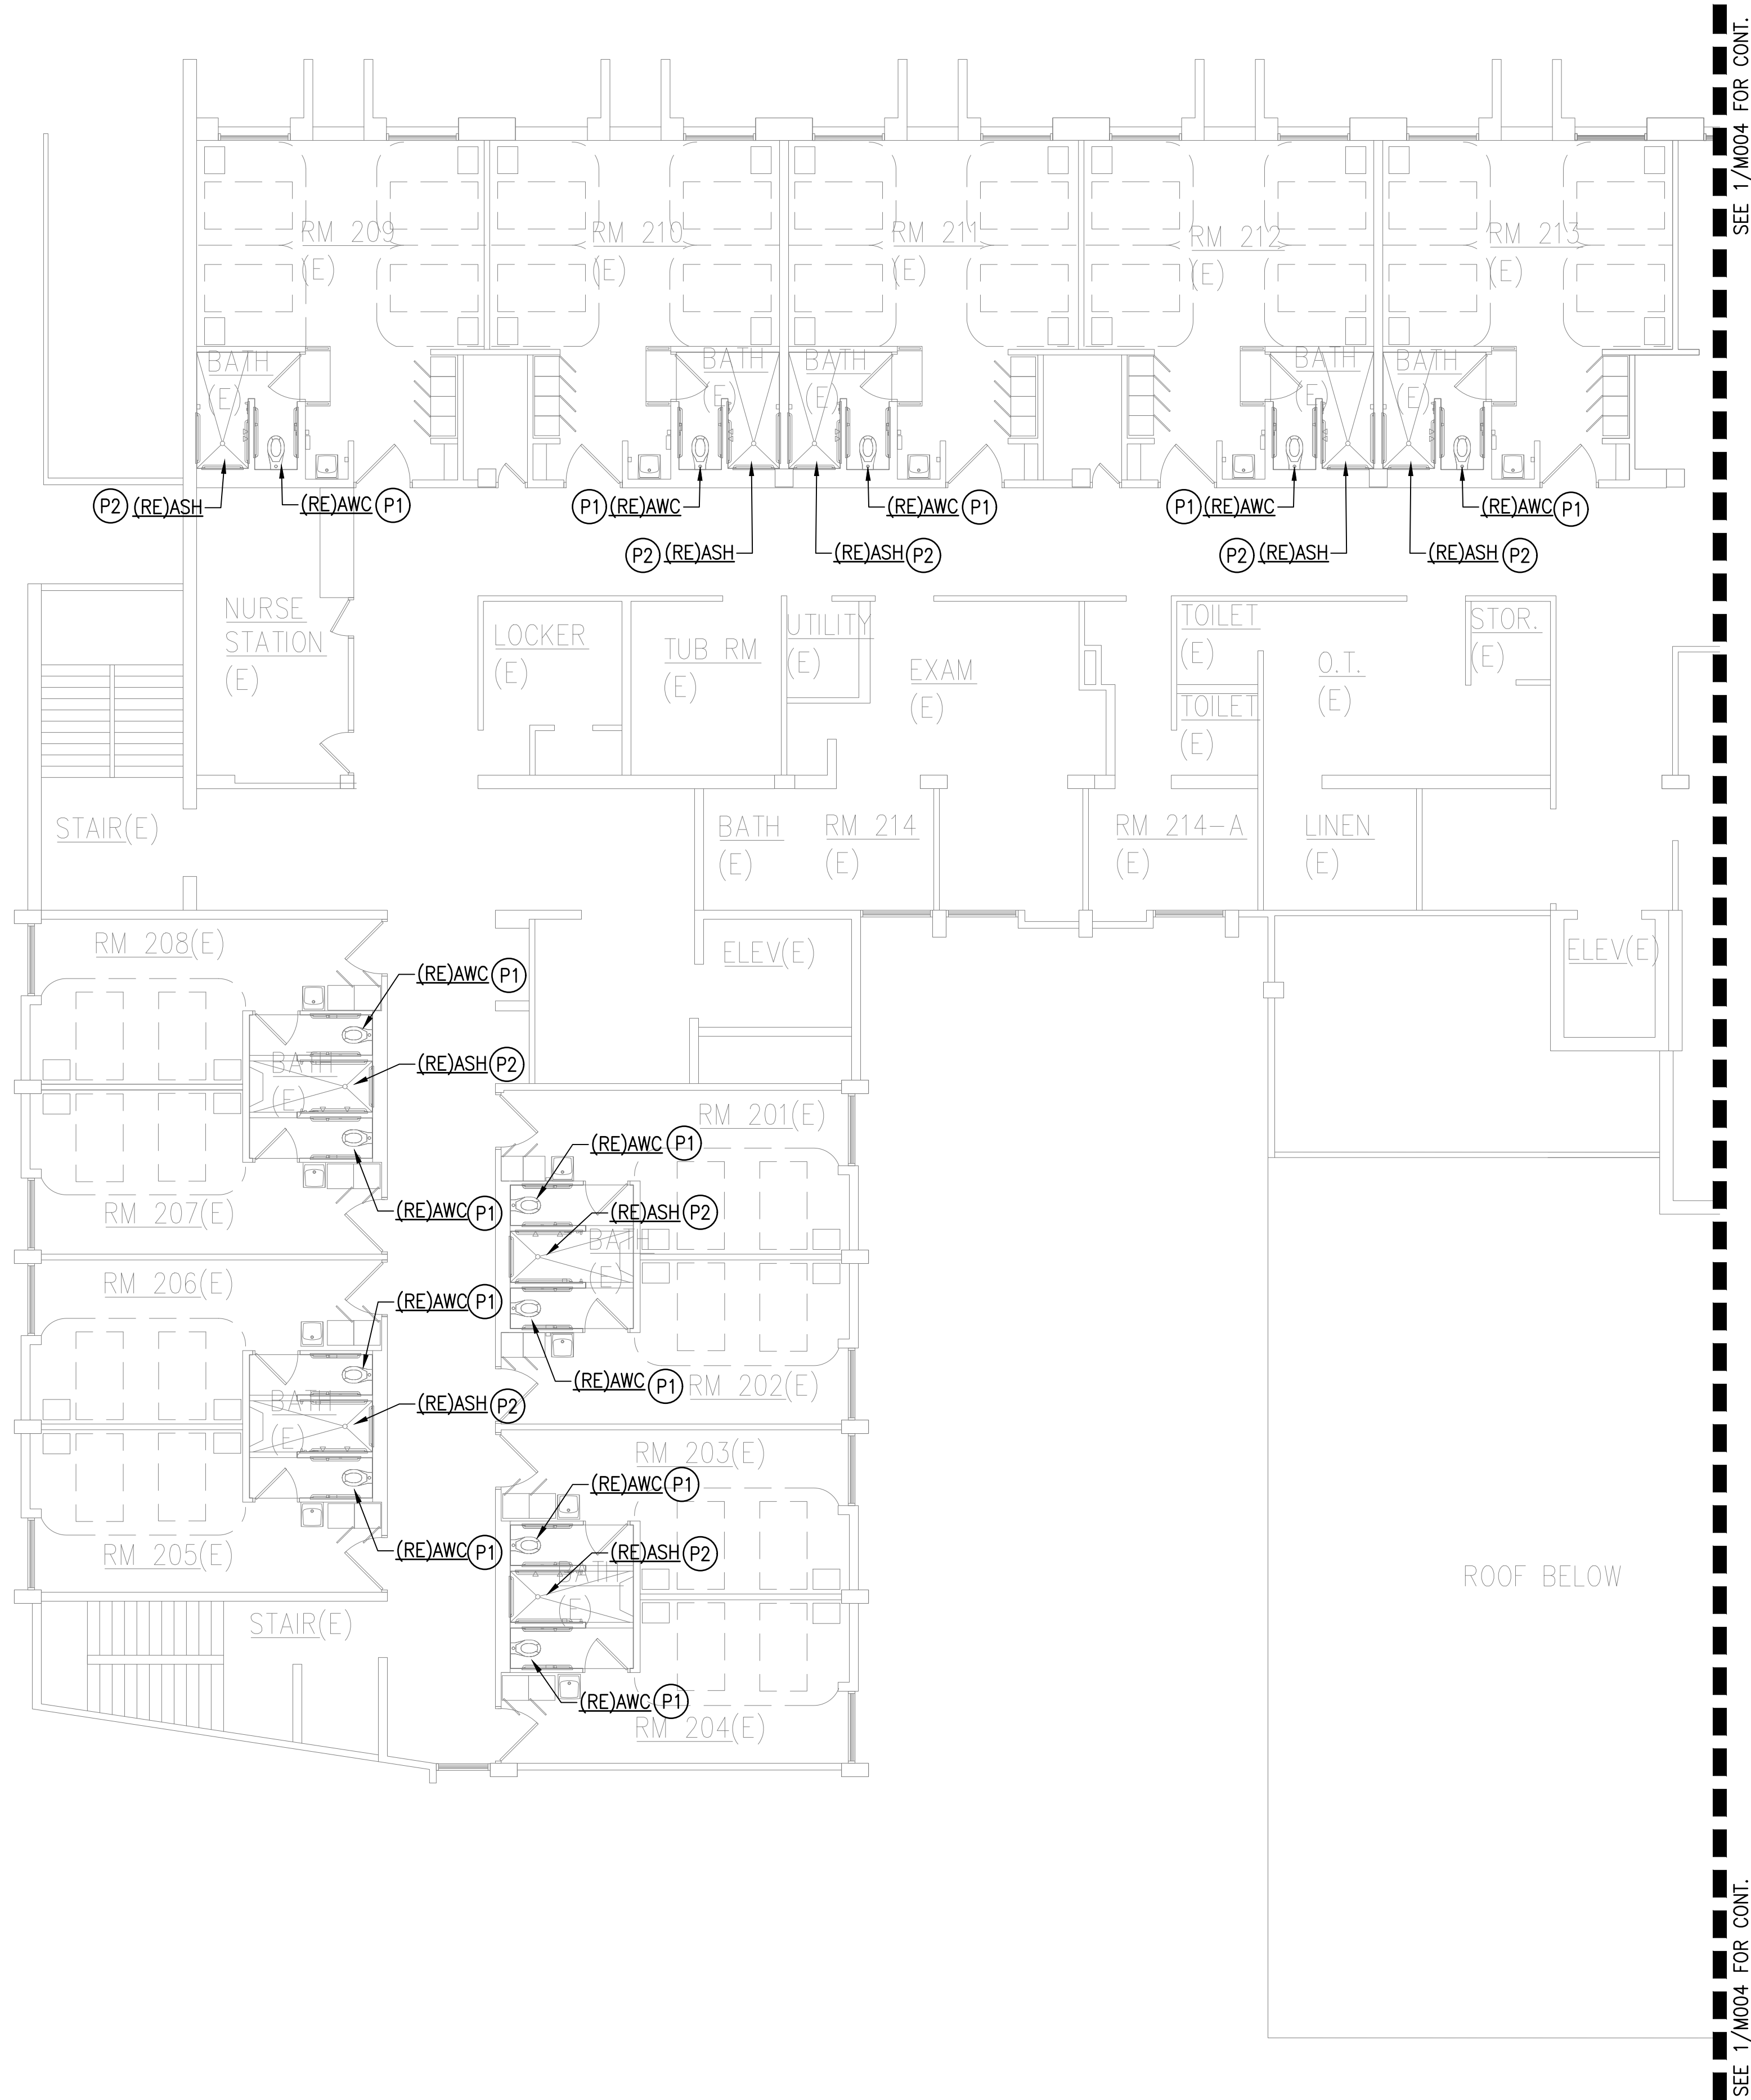 SEE 1/M004 FOR CONT.
RM 209
(E)
RM 210
(E)
RM 211
(E)
RM 212
(E)
RM 213
(E)
BATH
(E)
BATH
(E)
BATH
(E)
BATH
(E)
BATH
(E)
P2 (RE)ASH
(RE)AWC P1
P1 (RE)AWC
(RE)AWC P1
P1 (RE)AWC
(RE)AWC P1
P2 (RE)ASH
(RE)ASH P2
P2 (RE)ASH
(RE)ASH P2
NURSE
STATION
(E)
LOCKER
(E)
TUB RM
(E)
UTILITY
(E)
EXAM
(E)
TOILET
(E)
TOILET
(E)
O.T.
(E)
STOR.
(E)
STAIR(E)
BATH
(E)
RM 214
(E)
RM 214-A
(E)
LINEN
(E)
RM 208(E)
ELEV(E)
ELEV(E)
(RE)AWC P1
BATH
(E)
(RE)ASH P2
RM 207(E)
(RE)AWC P1
RM 201(E)
(RE)AWC P1
(RE)ASH P2
BATH
(E)
RM 206(E)
(RE)AWC P1
(RE)AWC P1
RM 202(E)
BATH
(E)
(RE)ASH P2
RM 203(E)
(RE)AWC P1
RM 205(E)
(RE)AWC P1
(RE)ASH P2
BATH
(E)
STAIR(E)
(RE)AWC P1
RM 204(E)
ROOF BELOW
SEE 1/M004 FOR CONT.